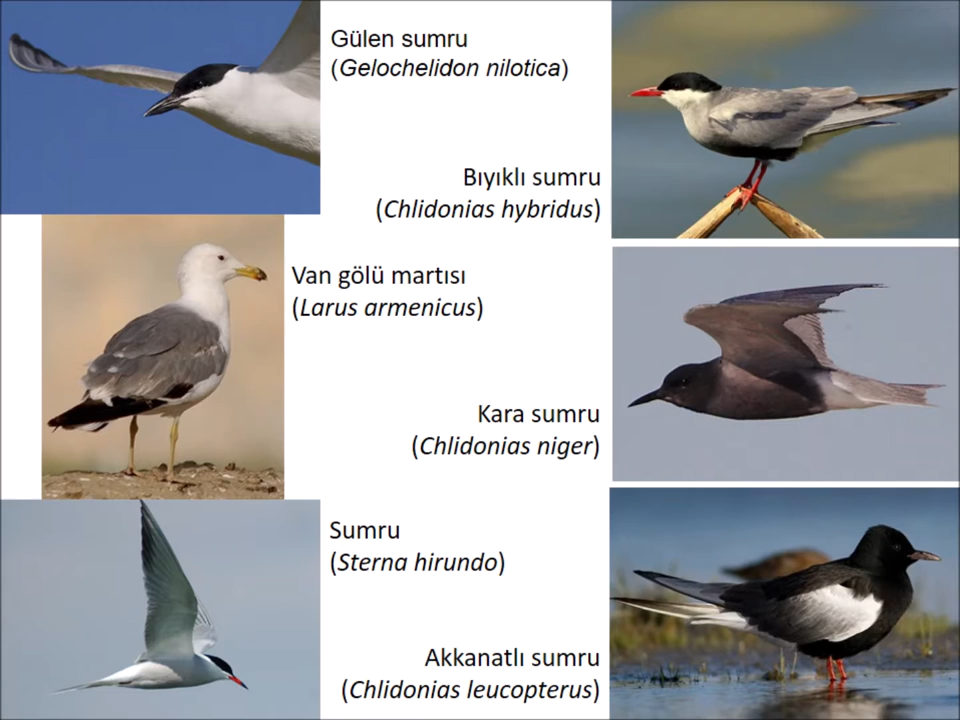 Gülen sumru
(Gelochelidon nilotica)
Bıyıklı sumru
(Chlidonias hybridus)
Van gölü martısı
(Larus armenicus)
Kara sumru
(Chlidonias niger)
Sumru
(Sterna hirundo)
Akkanatlı sumru
(Chlidonias leucopterus)